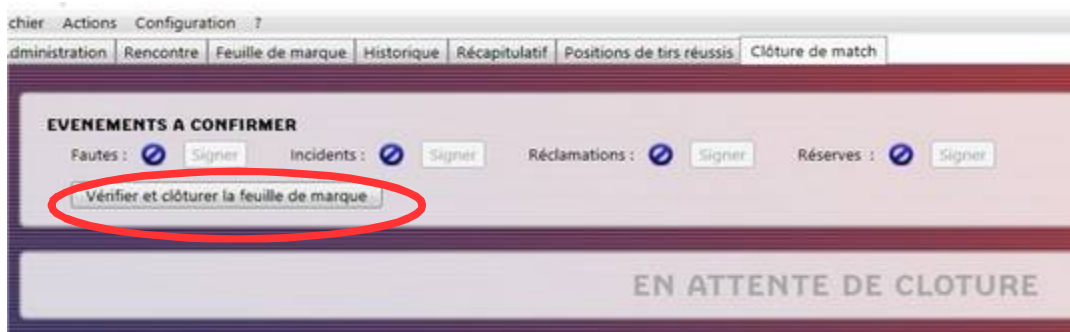 chier Actions Configuration ?
dministration Rencontre Feuille de marque Historique Récapitulatif Positions de tirs réussis Clôture de match
EVENEMENTS A CONFIRMER
Fautes : Signer Incidents : Signer Réclamations : Signer Réserves : Signer
Vérifier et clôturer la feuille de marque
EN ATTENTE DE CLOTURE